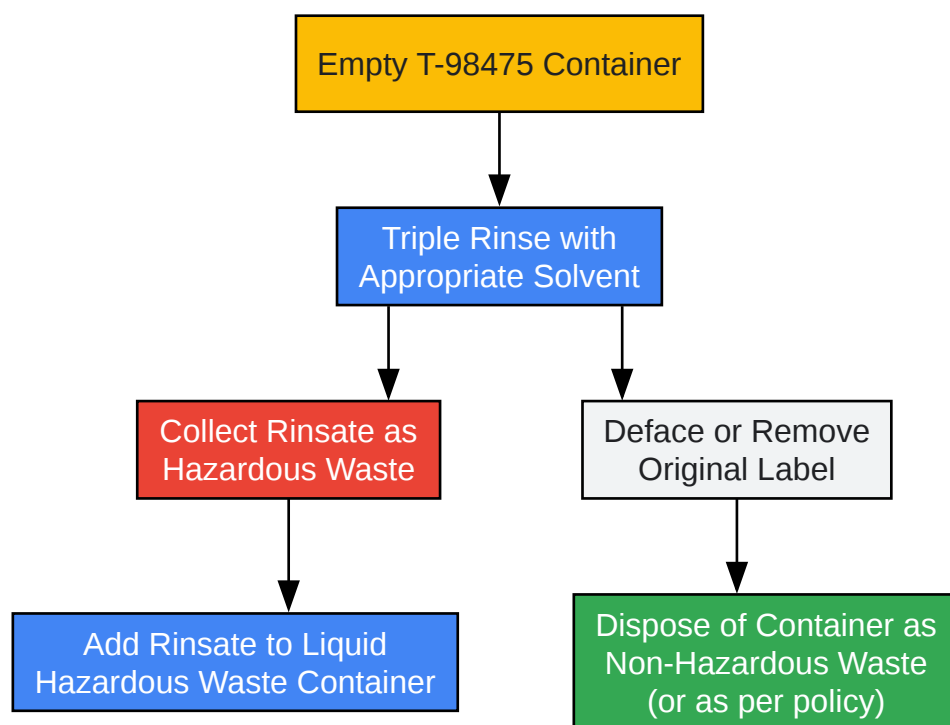 Empty T-98475 Container
Triple Rinse with
Appropriate Solvent
Collect Rinsate as
Hazardous Waste
Deface or Remove
Original Label
Add Rinsate to Liquid
Hazardous Waste Container
Dispose of Container as
Non-Hazardous Waste
(or as per policy)